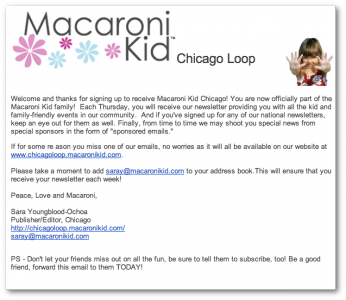 Macaroni
Kid™ Chicago Loop
Welcome and thanks for signing up to receive Macaroni Kid Chicago! You are now officially part of the
Macaroni Kid family! Each Thursday, you will receive our newsletter providing you with all the kid and
family-friendly events in our community. And if you've signed up for any of our national newsletters,
keep an eye out for them as well. Finally, from time to time we may shoot you special news from
special sponsors in the form of "sponsored emails."
If for some re ason you miss one of our emails, no worries as it will all be available on our website at
www.chicagoloop.macaronikid.com.
Please take a moment to add saray@macaronikid.com to your address book.This will ensure that you
receive your newsletter each week!
Peace, Love and Macaroni,
Sara Youngblood-Ochoa
Publisher/Editor, Chicago
http://chicagoloop.macaronikid.com/
saray@macaronikid.com
PS - Don't let your friends miss out on all the fun, be sure to tell them to subscribe, too! Be a good
friend, forward this email to them TODAY!